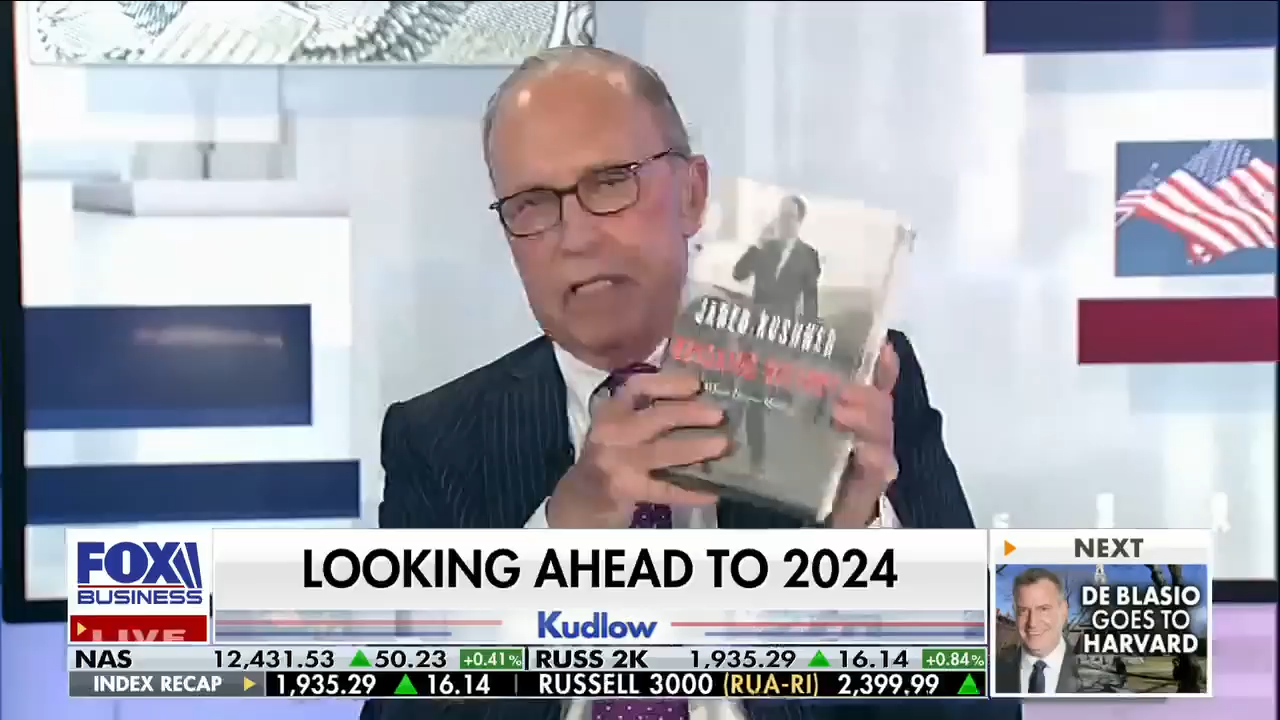 JARED KUSHNER
FOX
BUSINESS
LIVE
LOOKING AHEAD TO 2024
Kudlow
NEXT
DE BLASIO
GOES TO
HARVARD
NAS 12,431.53 50.23 +0.41% RUSS 2K 1,935.29 16.14 +0.84%
INDEX RECAP 1,935.29 16.14 RUSSELL 3000 (RUA-RI) 2,399.99